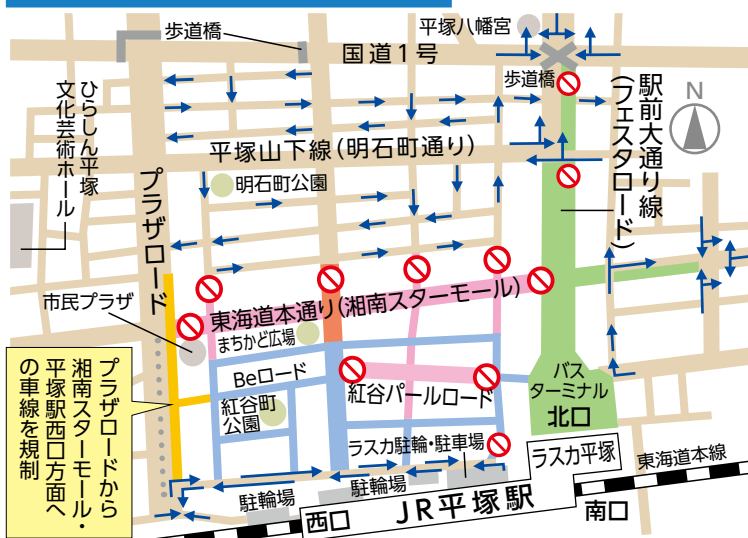 歩道橋
平塚八幡宮
国道1号
歩道橋
駅前大通り線
(フェスタロード)
N
ひらしん平塚
文化芸術ホール
平塚山下線(明石町通り)
プラザロード
明石町公園
市民プラザ
東海道本通り(湘南スターモール)
まちかど広場
Beロード
紅谷町
公園
紅谷パールロード
バス
ターミナル
北口
プラザロードから
湘南スターモール・
平塚駅西口方面へ
の車線を規制
ラスカ駐輪・駐車場
ラスカ平塚
東海道本線
駐輪場
駐輪場
西口
JR平塚駅
南口